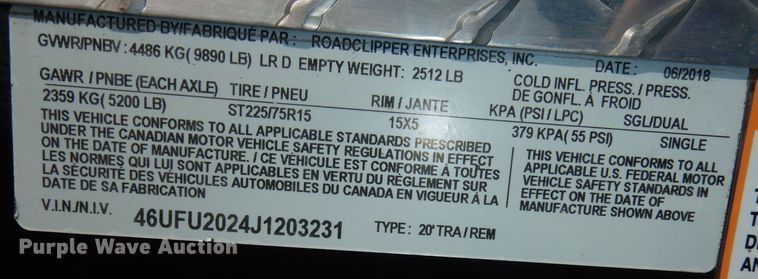 MANUFACTURED BY/FABRIQUÉ PAR: ROADCLIPPER ENTERPRISES, INC. DATE: 06/2018
GVWR/PNBV: 4486 KG( 9890 LB) LR D EMPTY WEIGHT: 2512 LB
COLD INFL. PRESS. / PRESS.
DE GONFL. À FROID
GAWR / PNBE (EACH AXLE) TIRE / PNEU RIM / JANTE KPA (PSI / LPC) SGL/DUAL
2359 KG( 5200 LB) ST225/75R15 15X5 379 KPA( 55 PSI) SINGLE
THIS VEHICLE CONFORMS TO ALL APPLICABLE STANDARDS PRESCRIBED
UNDER THE CANADIAN MOTOR VEHICLE SAFETY REGULATIONS IN EFFECT
ON THE DATE OF MANUFACTURE. / CE VÉHICULE EST CONFORME À TOUTES
LES NORMES QUI LUI SONT APPLICABLES EN VERTU DU RÈGLEMENT SUR
LA SÉCURITÉ DES VÉHICULES AUTOMOBILES DU CANADA EN VIGUEUR À LA
DATE DE SA FABRICATION
THIS VEHICLE CONFORMS TO ALL
APPLICABLE U.S. FEDERAL MOTOR
VEHICLE SAFETY STANDARDS IN
EFFECT ON THE DATE OF
MANUFACTURE SHOWN ABOVE
V.I.N./N.I.V. 46UFU2024J1203231 TYPE: 20' TRA / REM
Purple Wave Auction